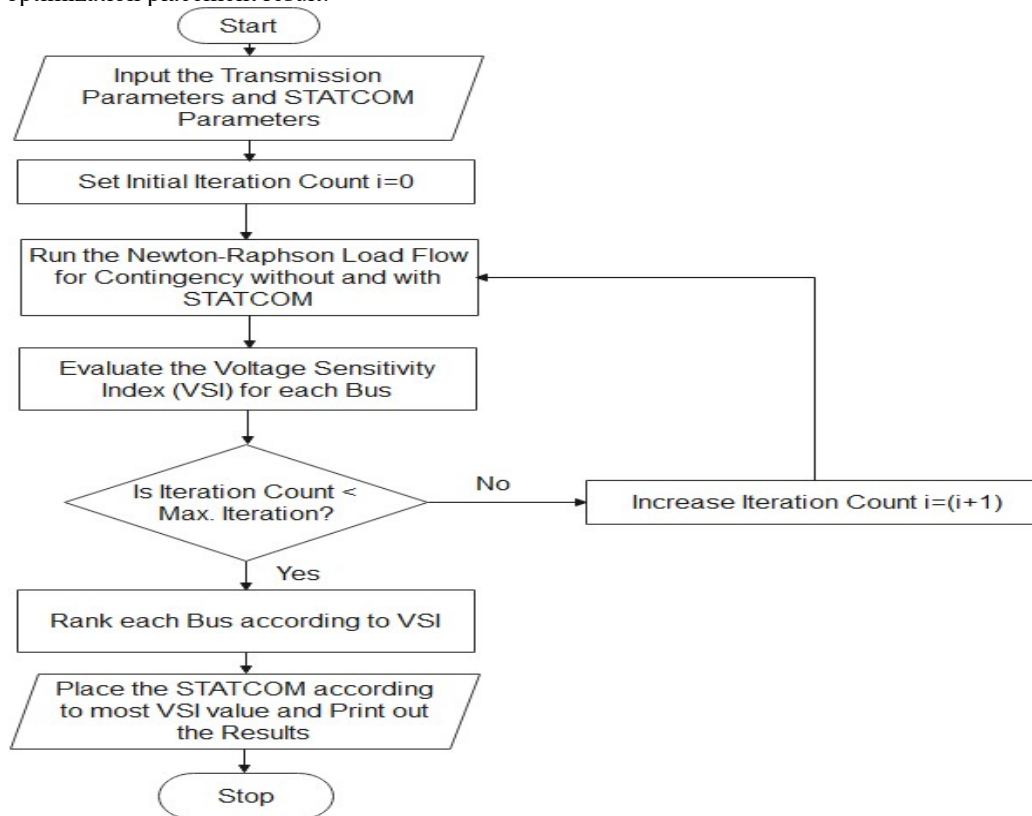 optimization placement result.
Start
Input the Transmission
Parameters and STATCOM
Parameters
Set Initial Iteration Count i=0
Run the Newton-Raphson Load Flow
for Contingency without and with
STATCOM
Evaluate the Voltage Sensitivity
Index (VSI) for each Bus
Is Iteration Count <
Max. Iteration?
No
Increase Iteration Count i=(i+1)
Yes
Rank each Bus according to VSI
Place the STATCOM according
to most VSI value and Print out
the Results
Stop